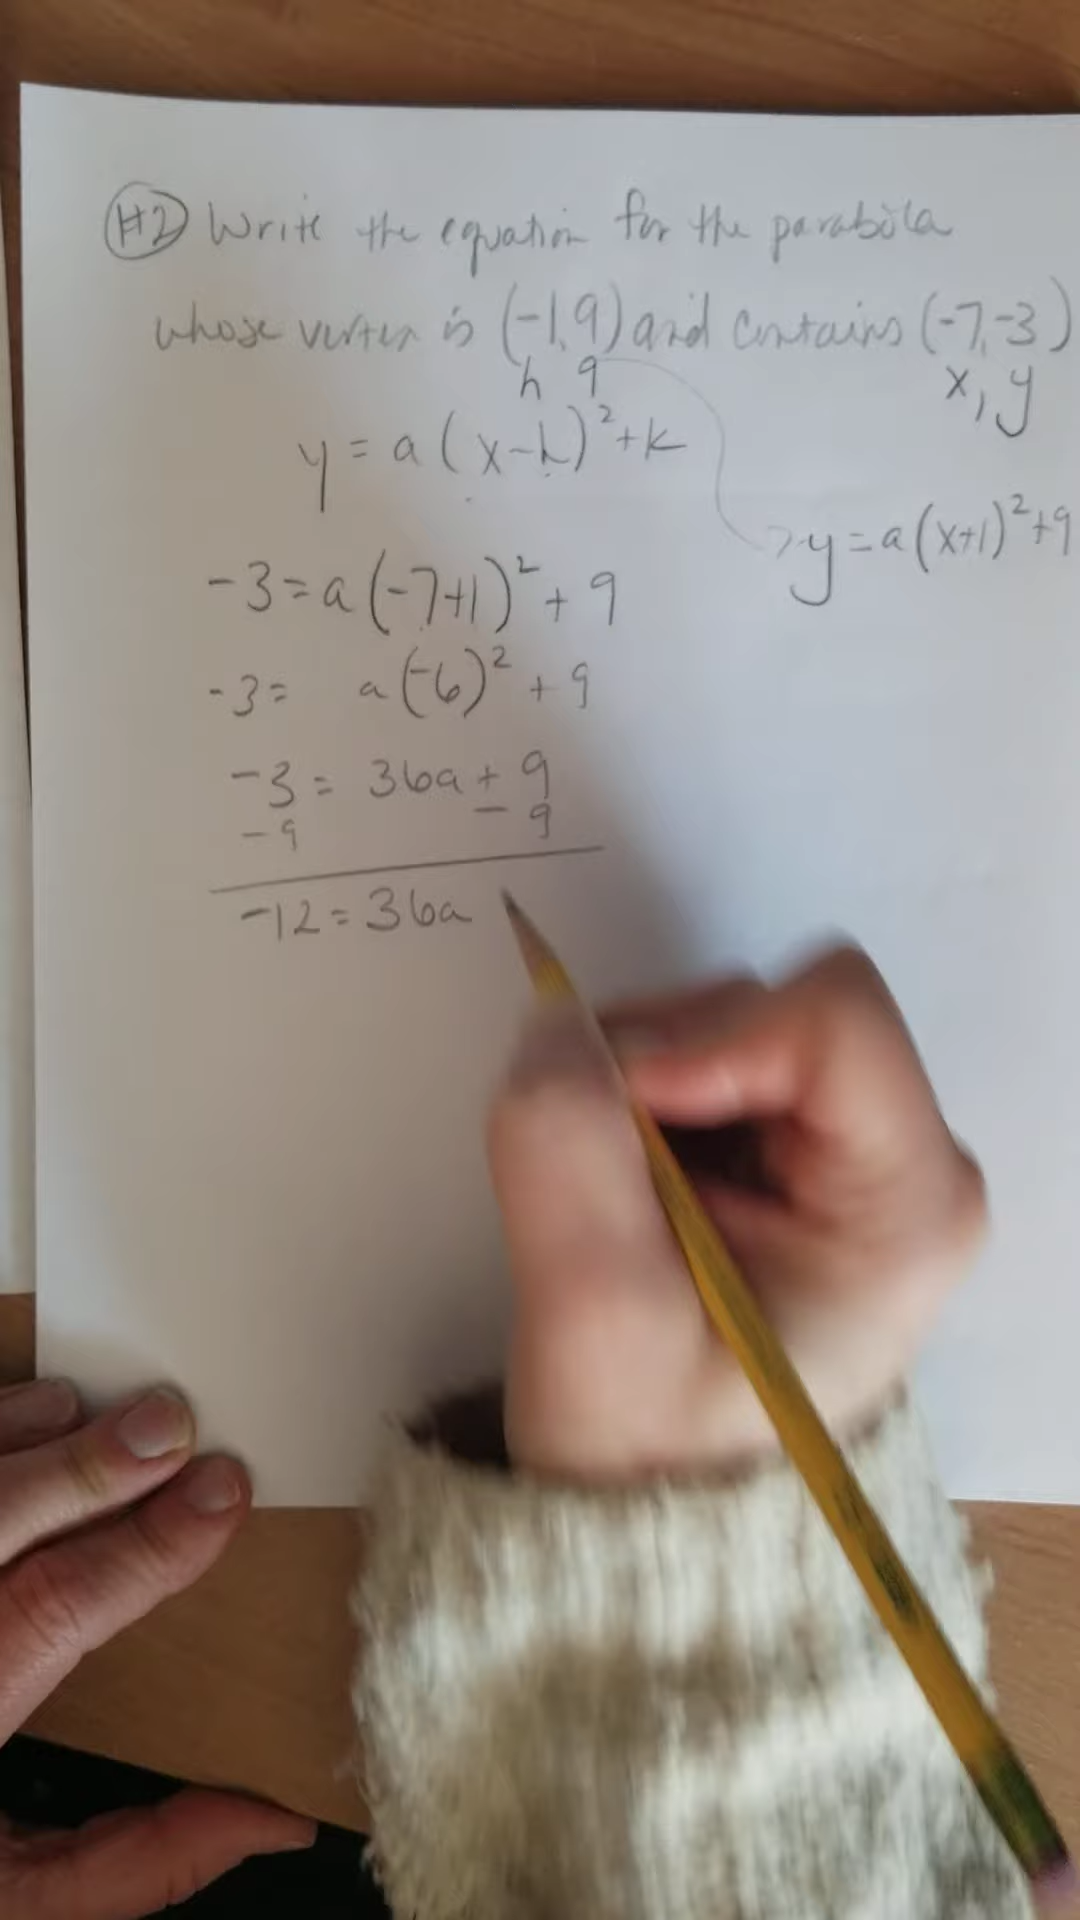 #2 Write the equation for the parabola
whose vertex is (-1,9) and contains (-7,-3)
h 9 x, y
y = a(x-h)²+k
y=a(x+1)²+9
-3=a(-7+1)²+9
-3= a(-6)²+9
-3= 36a+9
-9 -9
-12=36a